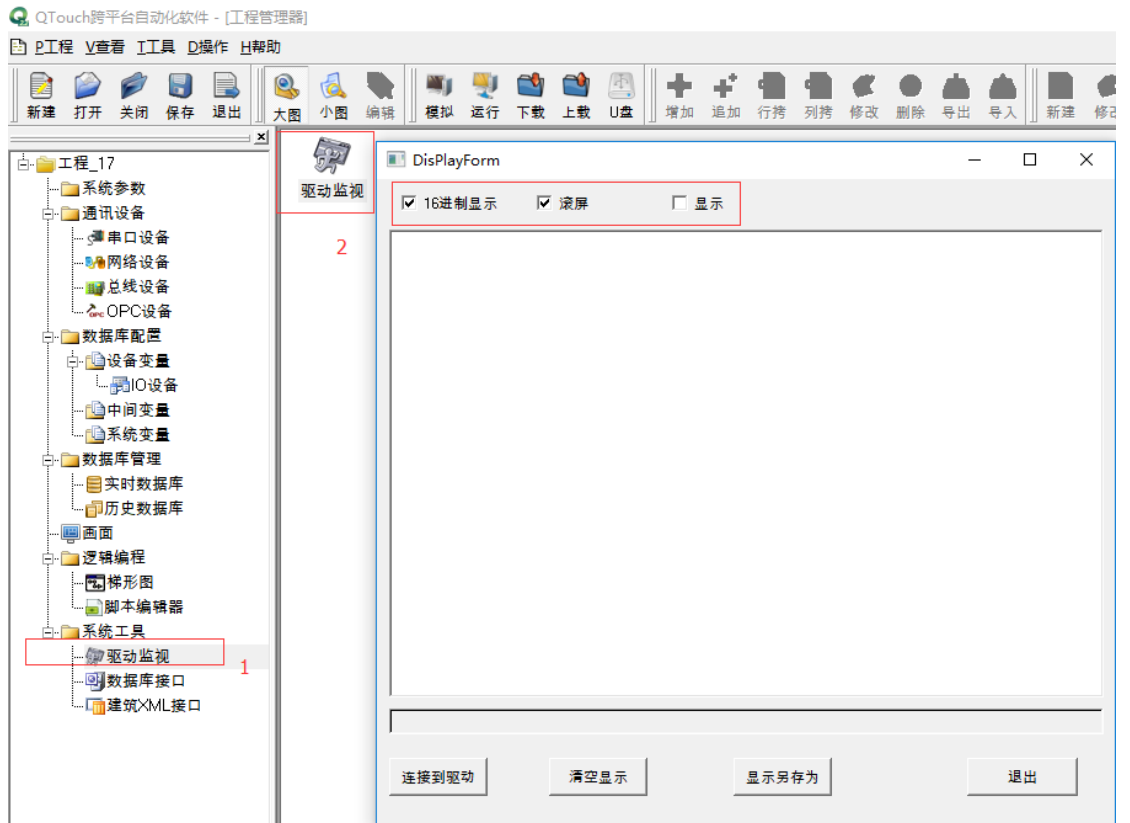 QTouch跨平台自动化软件 - [工程管理器]
P工程 V查看 T工具 D操作 H帮助
新建 打开 关闭 保存 退出 大图 小图 编辑 模拟 运行 下载 上载 U盘 增加 追加 行拷 列拷 修改 删除 导出 导入 新建
工程_17
系统参数
通讯设备
串口设备
网络设备
总线设备
OPC设备
数据库配置
设备变量
IO设备
中间变量
系统变量
数据库管理
实时数据库
历史数据库
画面
逻辑编程
梯形图
脚本编辑器
系统工具
驱动监视
1
数据库接口
建筑XML接口
驱动监视
2
DisPlayForm
16进制显示 滚屏 显示
连接到驱动 清空显示 显示另存为 退出